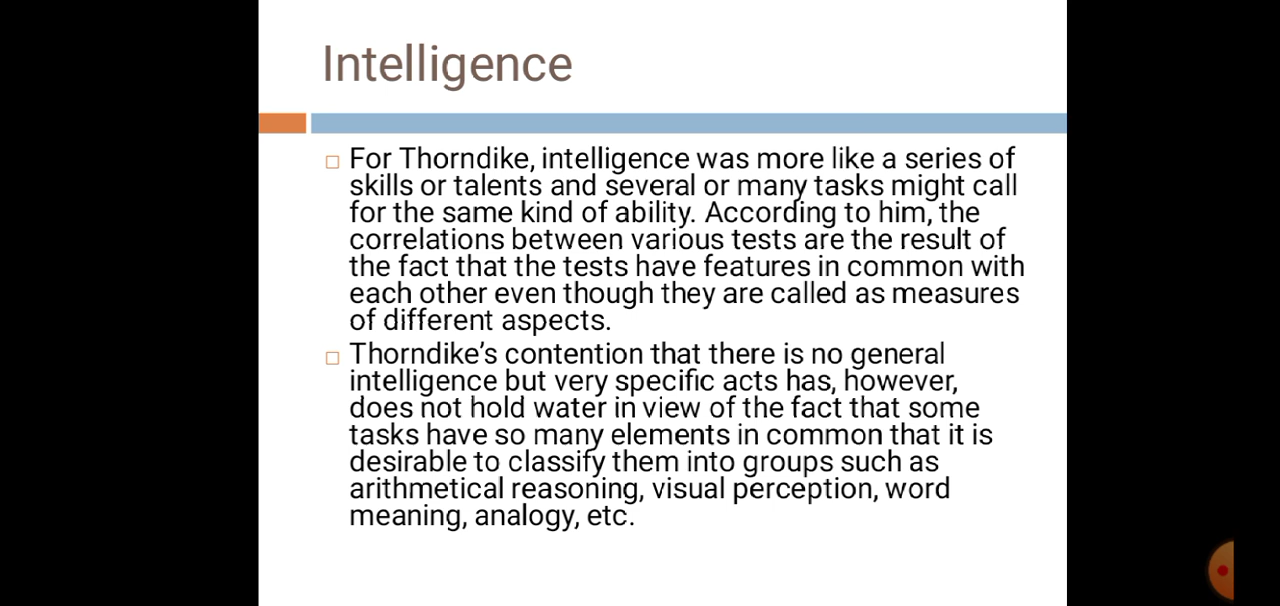 Intelligence
For Thorndike, intelligence was more like a series of
skills or talents and several or many tasks might call
for the same kind of ability. According to him, the
correlations between various tests are the result of
the fact that the tests have features in common with
each other even though they are called as measures
of different aspects.
Thorndike's contention that there is no general
intelligence but very specific acts has, however,
does not hold water in view of the fact that some
tasks have so many elements in common that it is
desirable to classify them into groups such as
arithmetical reasoning, visual perception, word
meaning, analogy, etc.